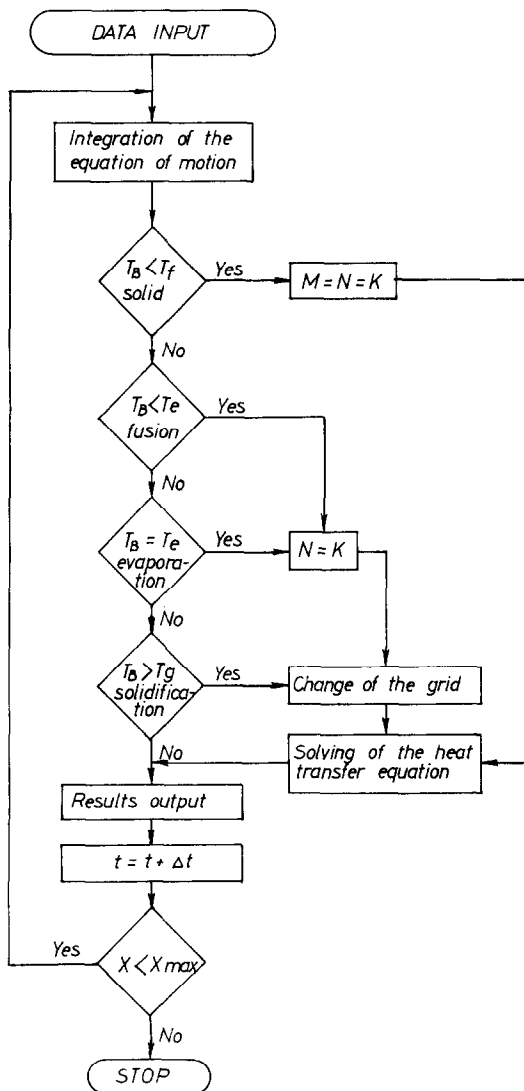 DATA INPUT
Integration of the
equation of motion
T_B < T_f
solid
Yes
M = N = K
No
T_B < Te
fusion
Yes
No
T_B = Te
evapora-
tion
Yes
N = K
No
T_B > Tg
solidifica-
tion
Yes
Change of the grid
No
Solving of the heat
transfer equation
Results output
t = t + Δt
Yes
X < X max
No
STOP